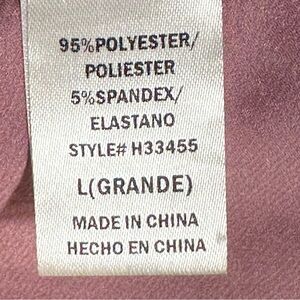 95%POLYESTER/
POLIESTER
5%SPANDEX/
ELASTANO
STYLE# H33455
L(GRANDE)
MADE IN CHINA
HECHO EN CHINA